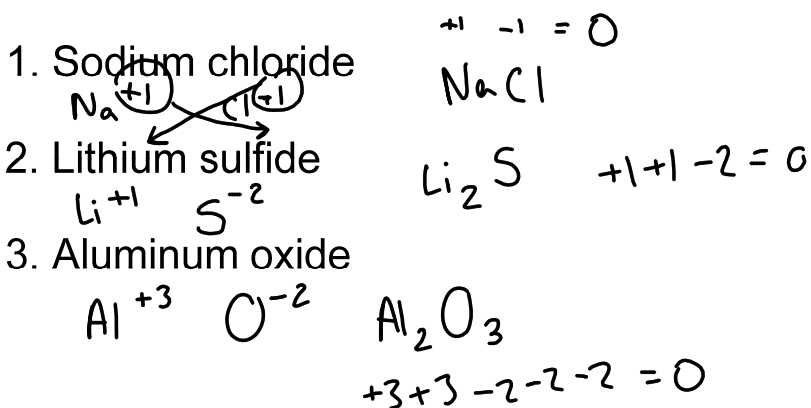 +1 -1 = 0
1. Sodium chloride
NaCl
Na +1 Cl -1
2. Lithium sulfide
Li₂S +1+1-2=0
Li⁺¹ S⁻²
3. Aluminum oxide
Al⁺³ O⁻² Al₂O₃
+3+3-2-2-2=0